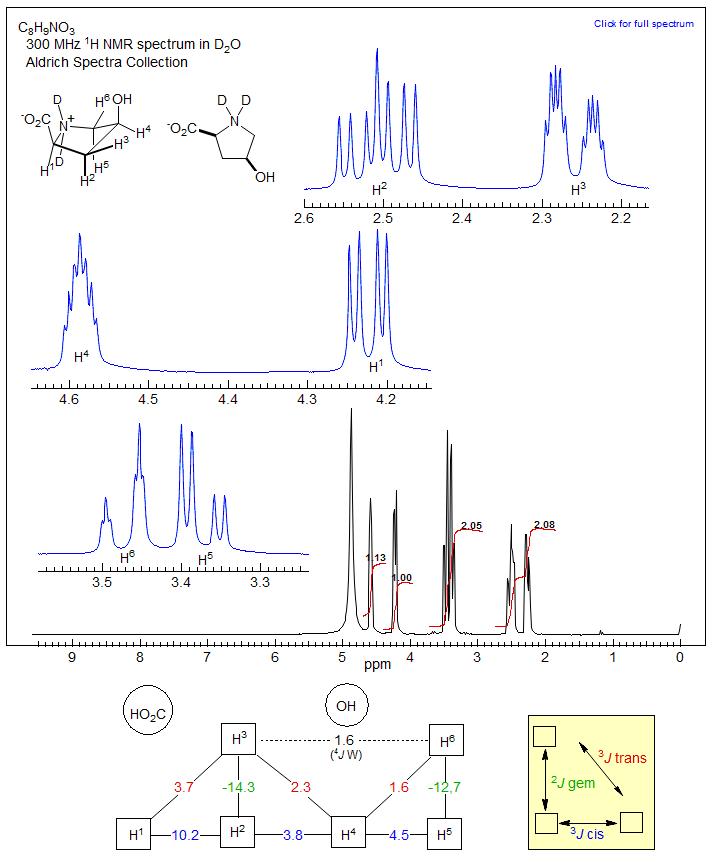 C₈H₉NO₃
Click for full spectrum
300 MHz ¹H NMR spectrum in D₂O
Aldrich Spectra Collection
D
H⁶
OH
⁻O₂C
N⁺
H⁴
H³
D
H¹
H⁵
H²
D D
N
⁻O₂C
OH
H²
H³
2.6 2.5 2.4 2.3 2.2
H⁴
H¹
4.6 4.5 4.4 4.3 4.2
H⁶
H⁵
3.5 3.4 3.3
1.13
1.00
2.05
2.08
9 8 7 6 5 4 3 2 1 0
ppm
HO₂C
OH
H³
1.6
H⁶
(⁴J W)
3.7
-14.3
2.3
1.6
-12,7
H¹
10.2
H²
3.8
H⁴
4.5
H⁵
³J trans
²J gem
³J cis